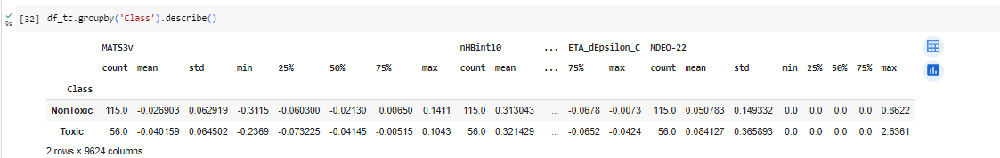 [32] df_tc.groupby('Class').describe()
9s
MATS3v nHBint10 ... ETA_dEpsilon_C MDEO-22
count mean std min 25% 50% 75% max count mean ... 75% max count mean std min 25% 50% 75% max
Class
NonToxic 115.0 -0.026903 0.062919 -0.3115 -0.060300 -0.02130 0.00650 0.1411 115.0 0.313043 ... -0.0678 -0.0073 115.0 0.050783 0.149332 0.0 0.0 0.0 0.0 0.8622
Toxic 56.0 -0.040159 0.064502 -0.2369 -0.073225 -0.04145 -0.00515 0.1043 56.0 0.321429 ... -0.0652 -0.0424 56.0 0.084127 0.365893 0.0 0.0 0.0 0.0 2.6361
2 rows × 9624 columns